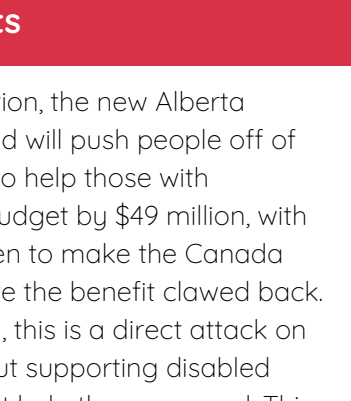 ts
ion, the new Alberta
d will push people off of
o help those with
udget by $49 million, with
en to make the Canada
e the benefit clawed back.
, this is a direct attack on
ut supporting disabled